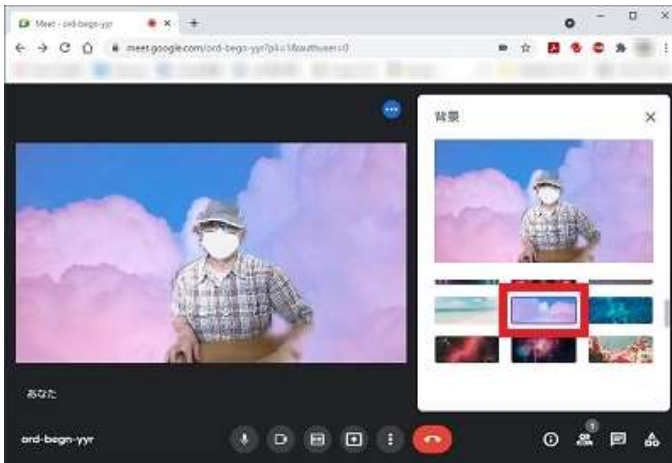 Meet - ord-begn-yyr
meet.google.com/ord-begn-yyr?pli=1&authuser=0
背景
あなた
ord-begn-yyr
1